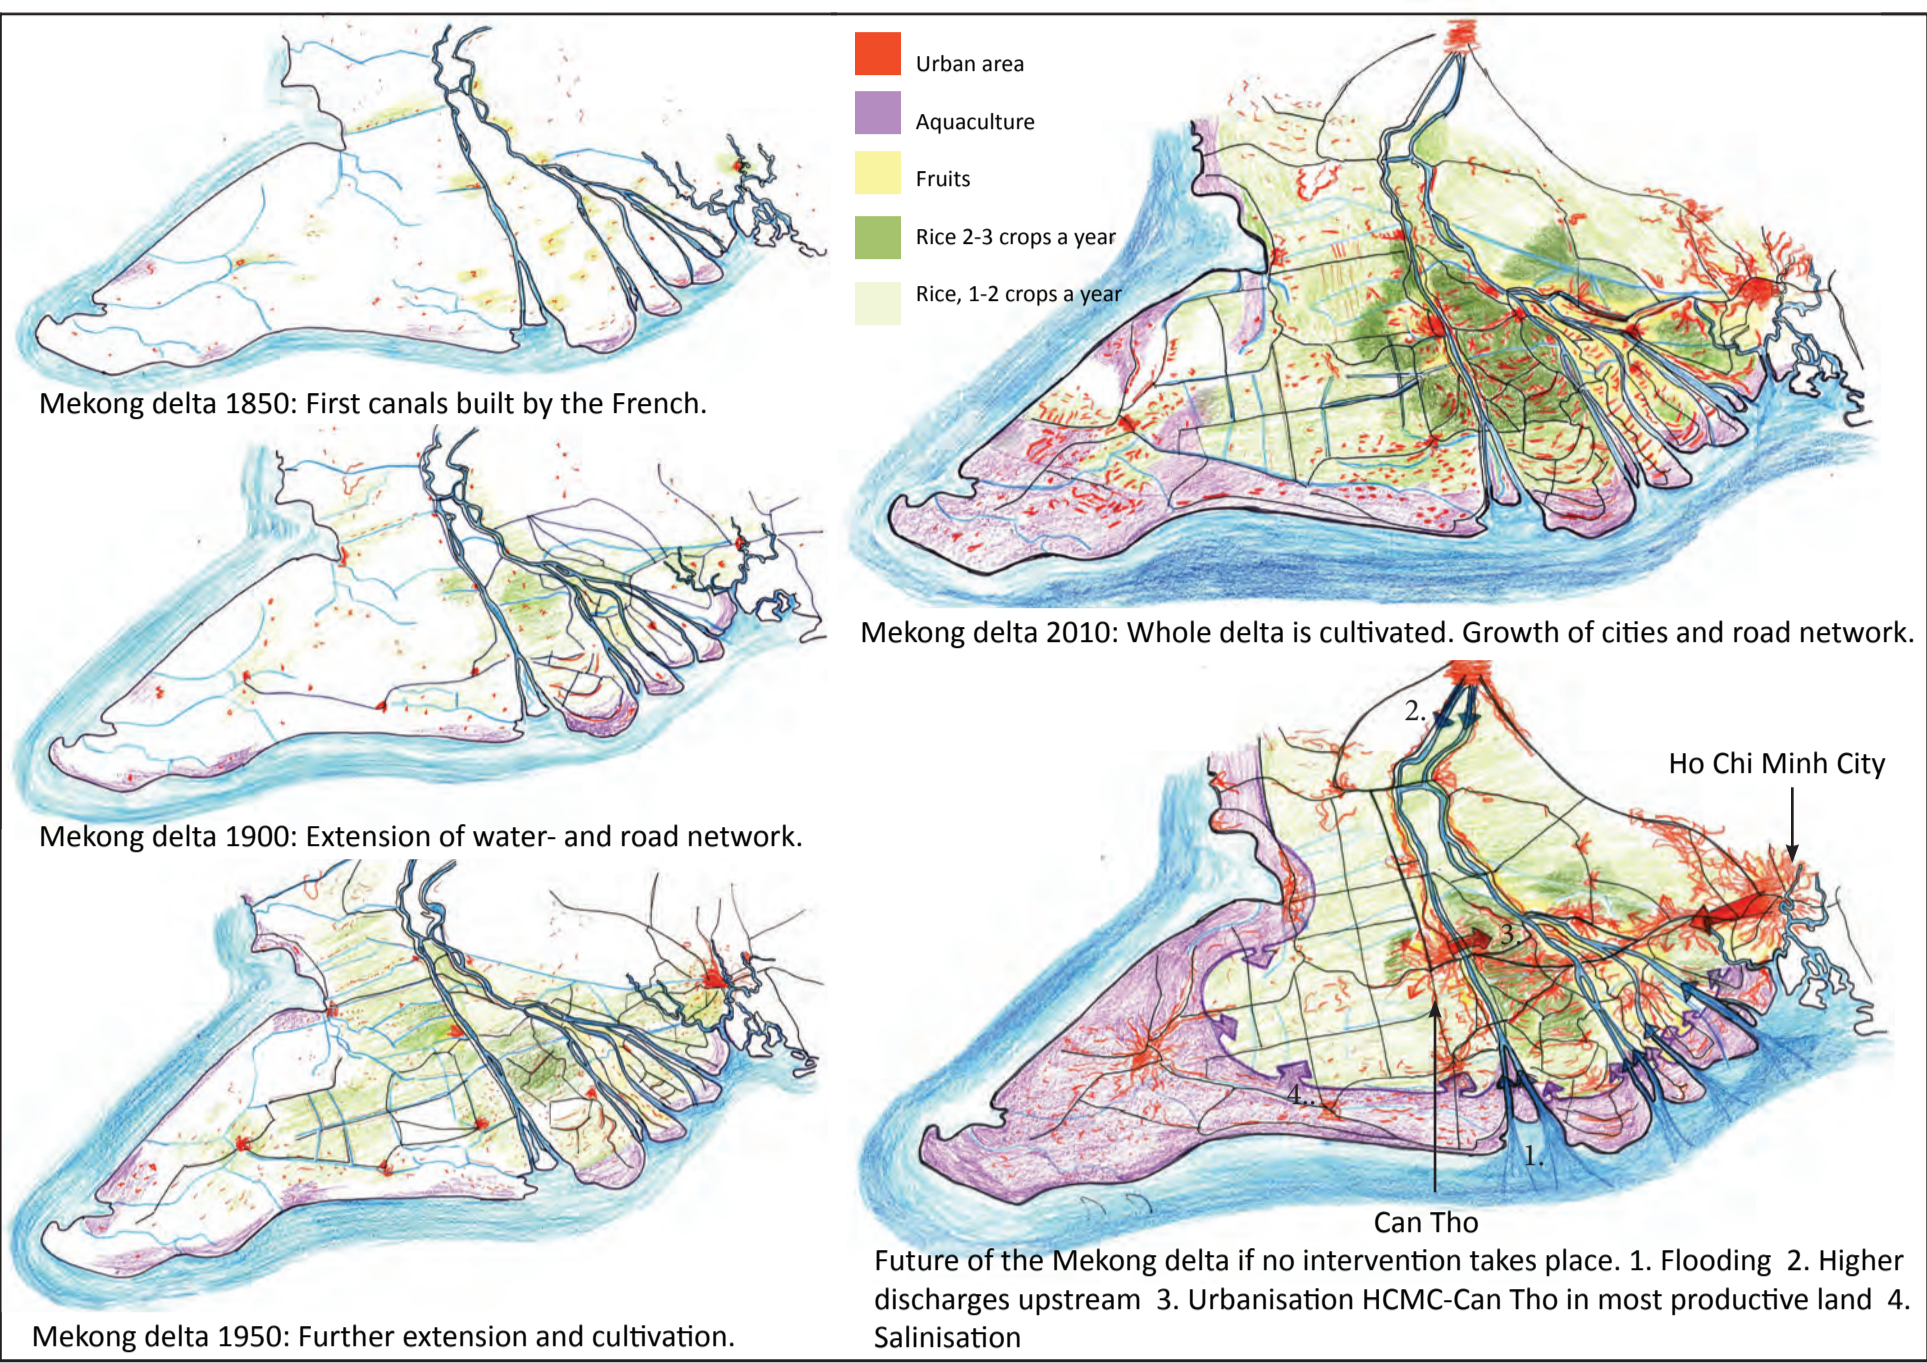 Mekong delta 1850: First canals built by the French.
Mekong delta 1900: Extension of water- and road network.
Mekong delta 1950: Further extension and cultivation.
Urban area
Aquaculture
Fruits
Rice 2-3 crops a year
Rice, 1-2 crops a year
Mekong delta 2010: Whole delta is cultivated. Growth of cities and road network.
2.
Ho Chi Minh City
3.
4..
1.
Can Tho
Future of the Mekong delta if no intervention takes place. 1. Flooding 2. Higher
discharges upstream 3. Urbanisation HCMC-Can Tho in most productive land 4.
Salinisation